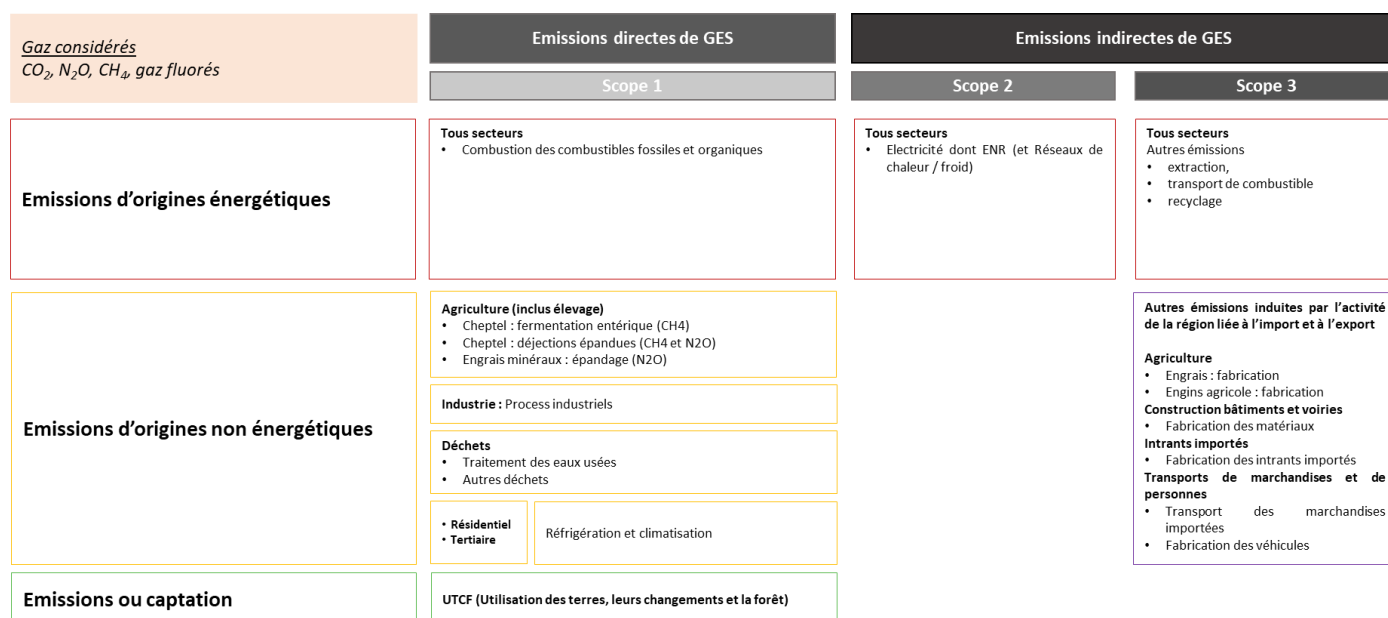 Gaz considérés
CO2, N2O, CH4, gaz fluorés
Emissions directes de GES
Emissions indirectes de GES
Scope 1
Scope 2
Scope 3
Emissions d'origines énergétiques
Tous secteurs
• Combustion des combustibles fossiles et organiques
Tous secteurs
• Electricité dont ENR (et Réseaux de
chaleur / froid)
Tous secteurs
Autres émissions
• extraction,
• transport de combustible
• recyclage
Emissions d'origines non énergétiques
Agriculture (inclus élevage)
• Cheptel : fermentation entérique (CH4)
• Cheptel : déjections épandues (CH4 et N2O)
• Engrais minéraux : épandage (N2O)
Industrie : Process industriels
Déchets
• Traitement des eaux usées
• Autres déchets
• Résidentiel
• Tertiaire
Réfrigération et climatisation
Autres émissions induites par l'activité
de la région liée à l'import et à l'export
Agriculture
• Engrais : fabrication
• Engins agricole : fabrication
Construction bâtiments et voiries
• Fabrication des matériaux
Intrants importés
• Fabrication des intrants importés
Transports de marchandises et de
personnes
• Transport des marchandises
importées
• Fabrication des véhicules
Emissions ou captation
UTCF (Utilisation des terres, leurs changements et la forêt)